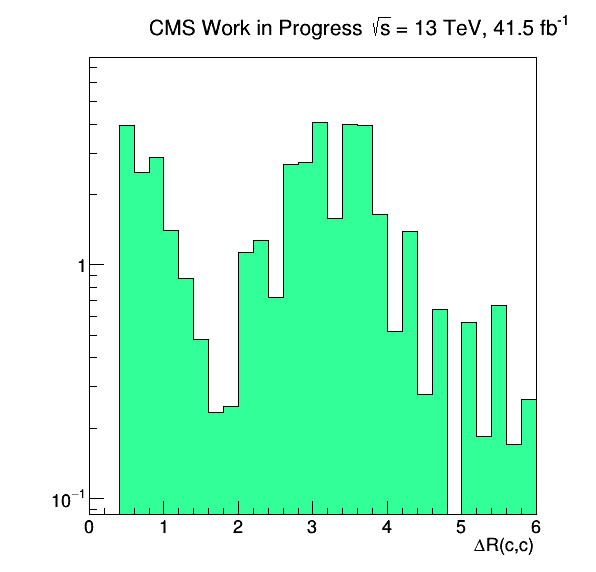 CMS Work in Progress √s = 13 TeV, 41.5 fb⁻¹
1
10⁻¹
0 1 2 3 4 5 6
ΔR(c,c)